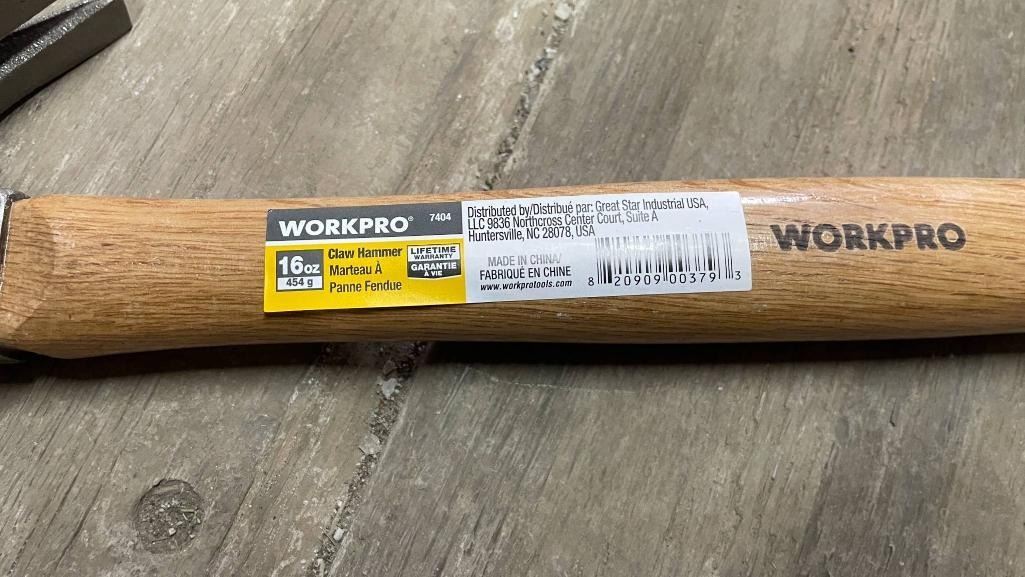 WORKPRO® 7404
16oz
454 g
Claw Hammer
Marteau À
Panne Fendue
LIFETIME
WARRANTY
GARANTIE
À VIE
Distributed by/Distribué par: Great Star Industrial USA,
LLC 9836 Northcross Center Court, Suite A
Huntersville, NC 28078, USA
MADE IN CHINA/
FABRIQUÉ EN CHINE
www.workprotools.com
8 20909 00379 3
WORKPRO